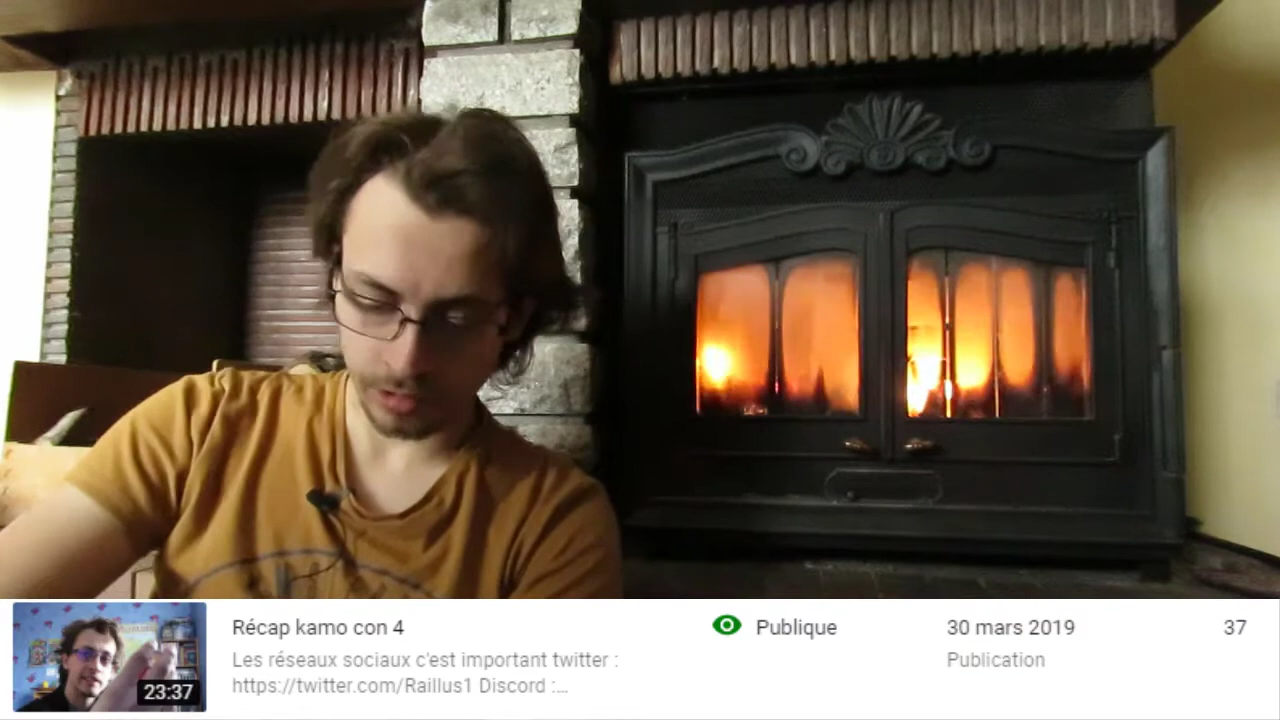 Récap kamo con 4
Publique
30 mars 2019
37
Les réseaux sociaux c'est important twitter :
Publication
https://twitter.com/Raillus1 Discord :...
23:37